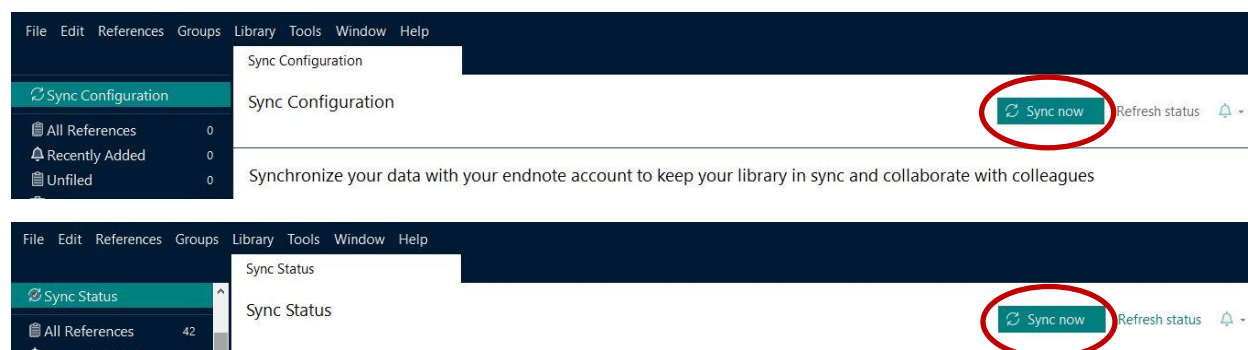 File Edit References Groups Library Tools Window Help
Sync Configuration
Sync Configuration
Sync Configuration
Sync now Refresh status
All References 0
Recently Added 0
Unfiled 0
Synchronize your data with your endnote account to keep your library in sync and collaborate with colleagues
File Edit References Groups Library Tools Window Help
Sync Status
Sync Status
Sync Status
Sync now Refresh status
All References 42